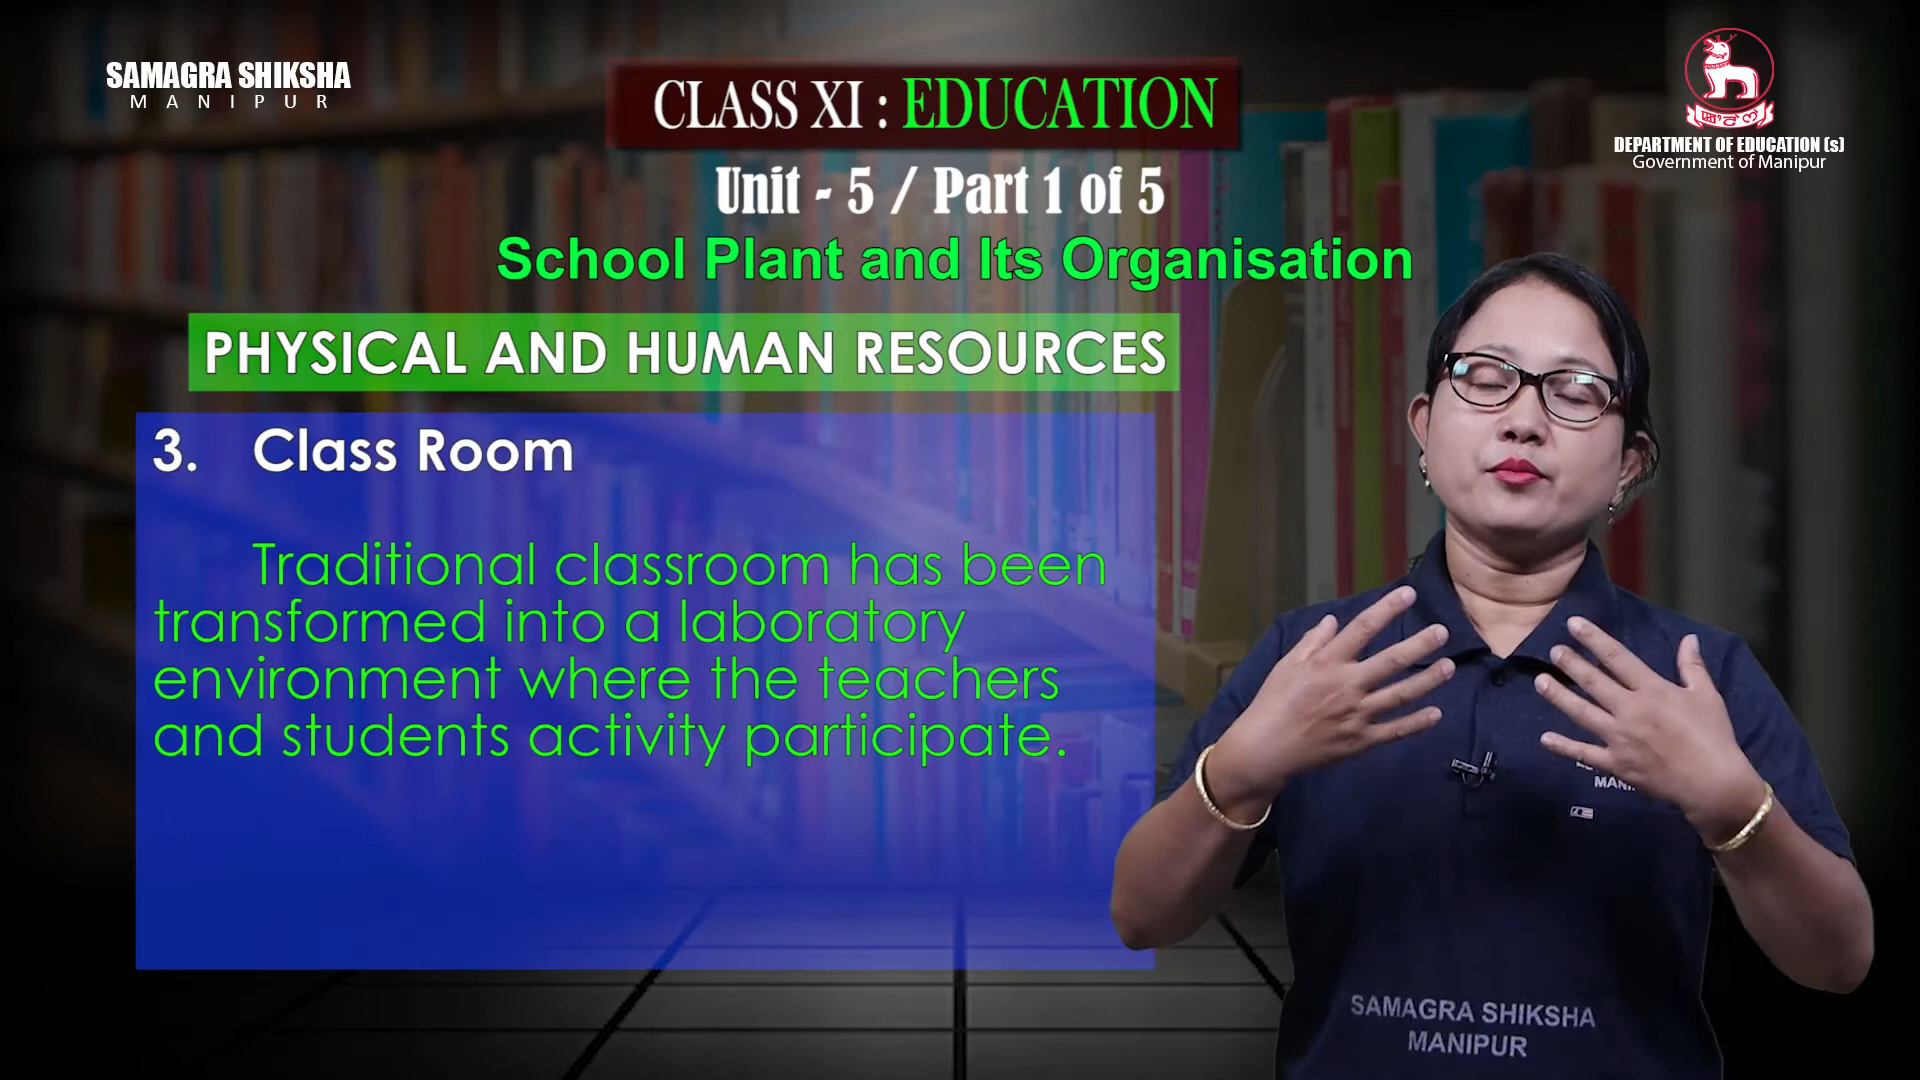 SAMAGRA SHIKSHA
MANIPUR
CLASS XI : EDUCATION
Unit - 5 / Part 1 of 5
School Plant and Its Organisation
DEPARTMENT OF EDUCATION (s)
Government of Manipur
PHYSICAL AND HUMAN RESOURCES
3. Class Room
Traditional classroom has been
transformed into a laboratory
environment where the teachers
and students activity participate.
SAMAGRA SHIKSHA
MANIPUR